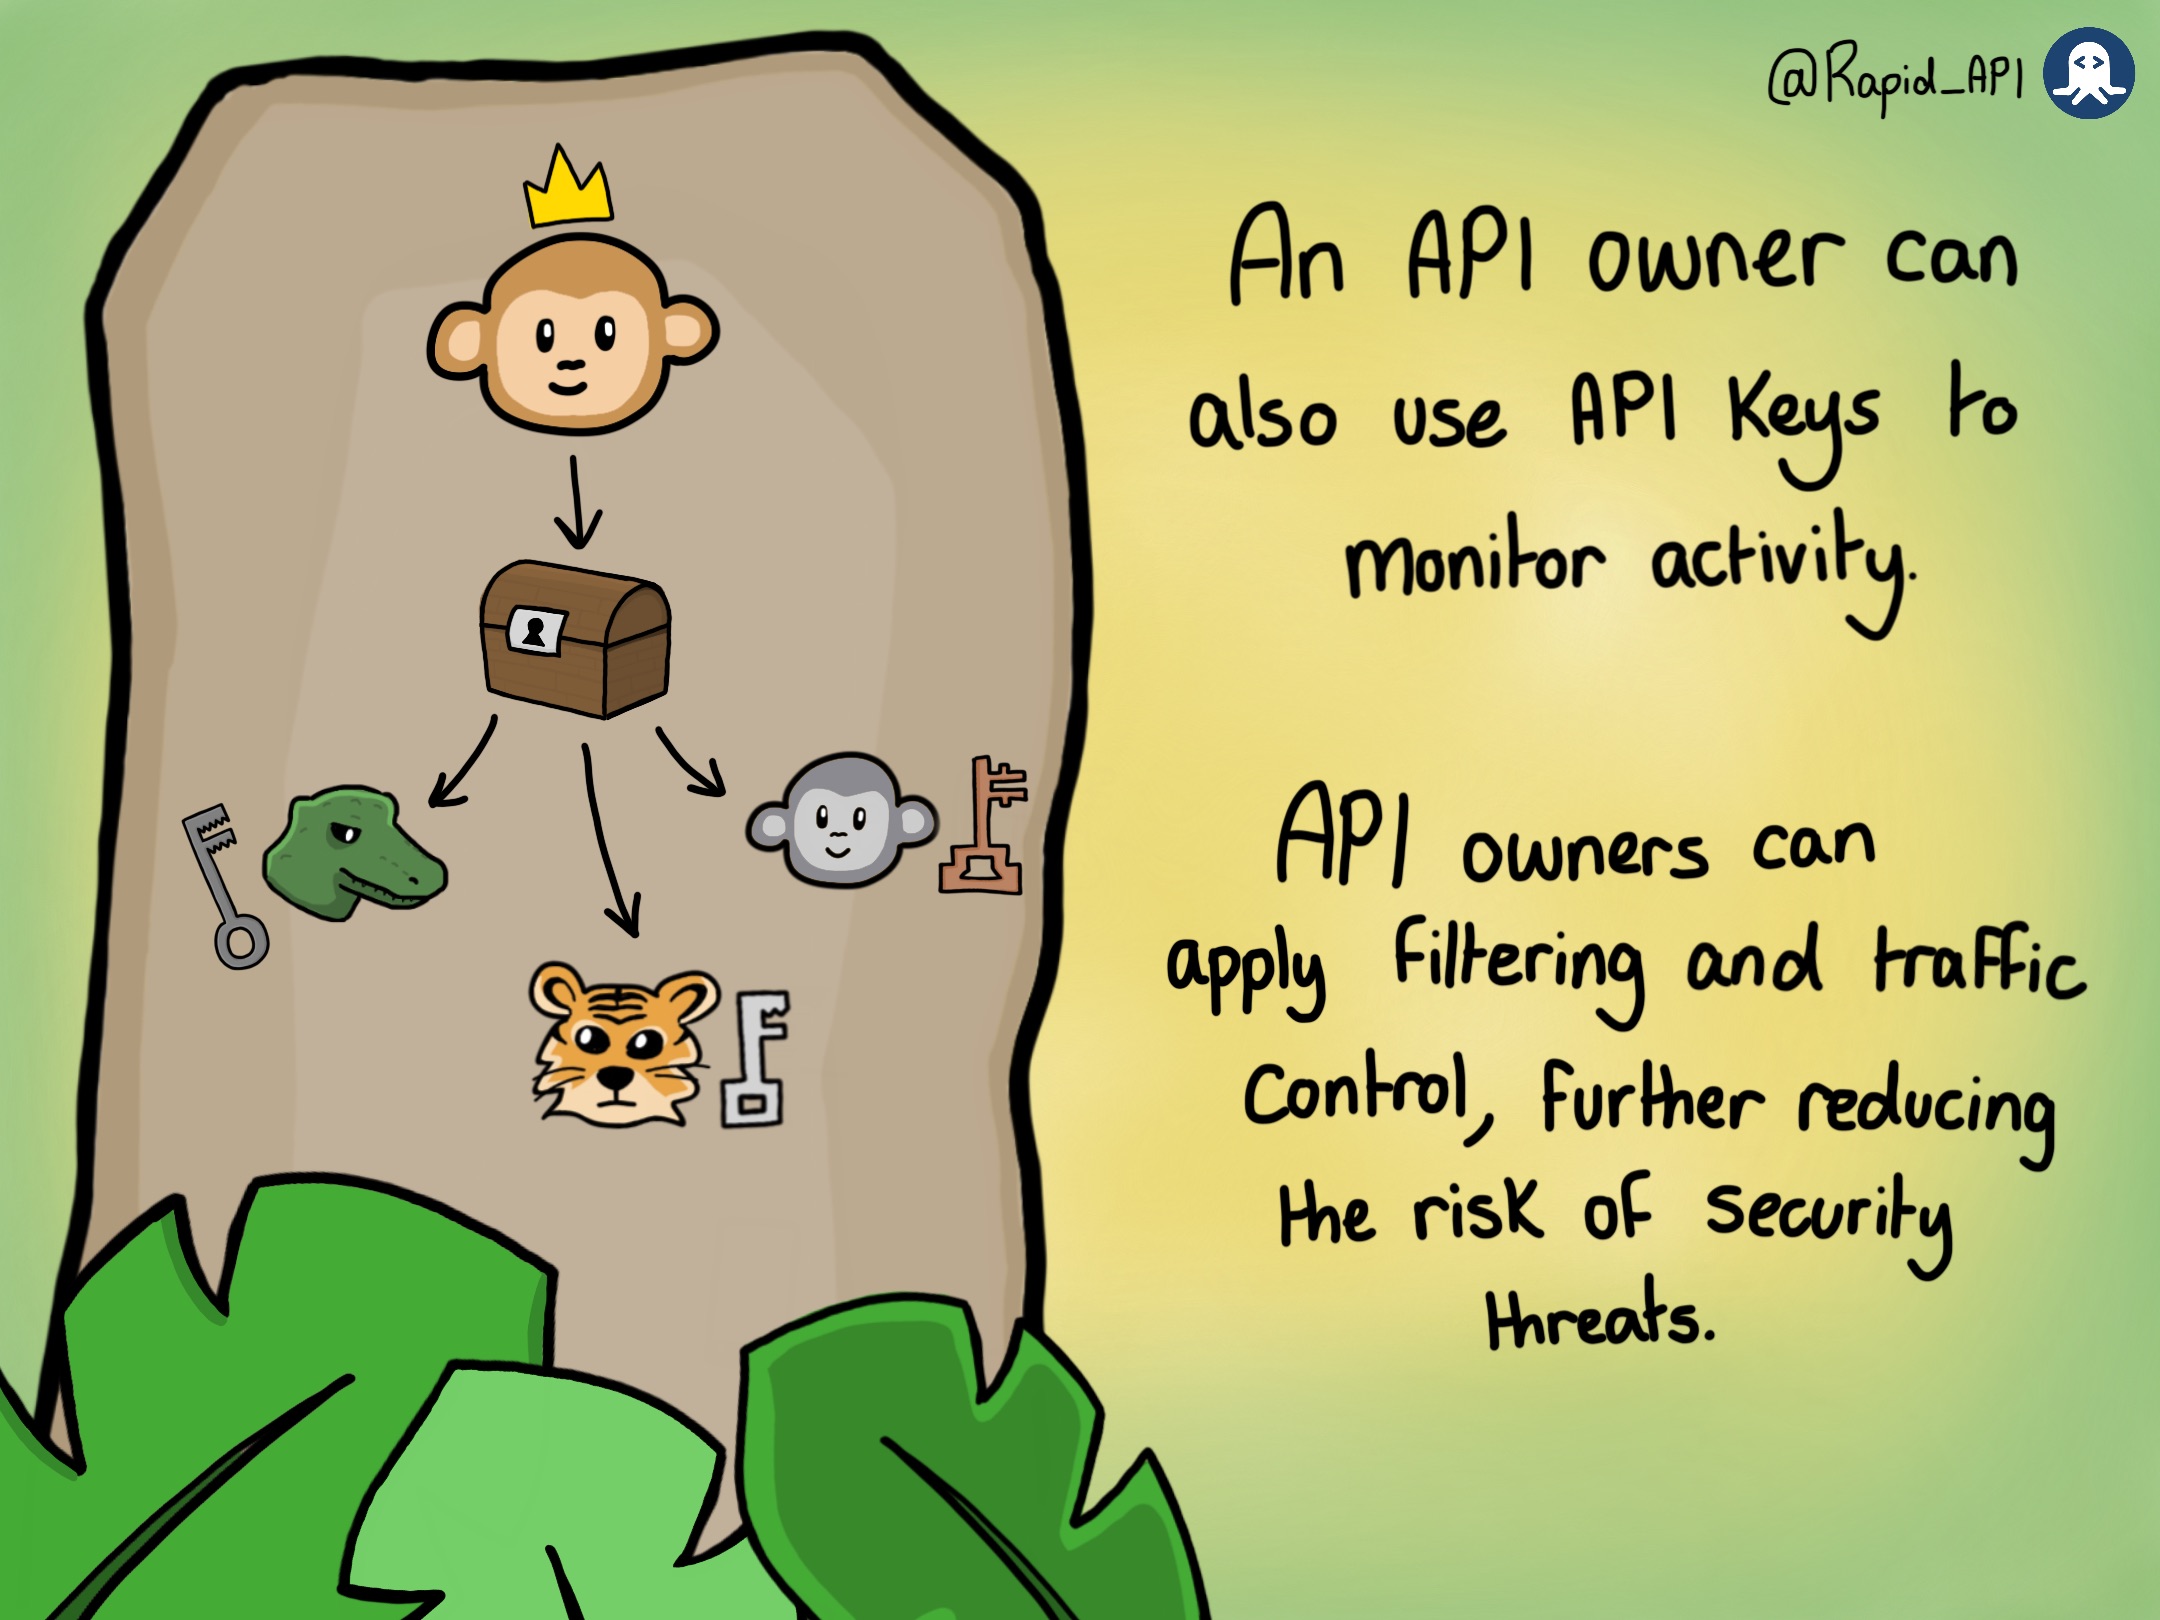 @Rapid_API
An API owner can
also use API Keys to
monitor activity.
API owners can
apply filtering and traffic
Control, further reducing
the risk of security
threats.